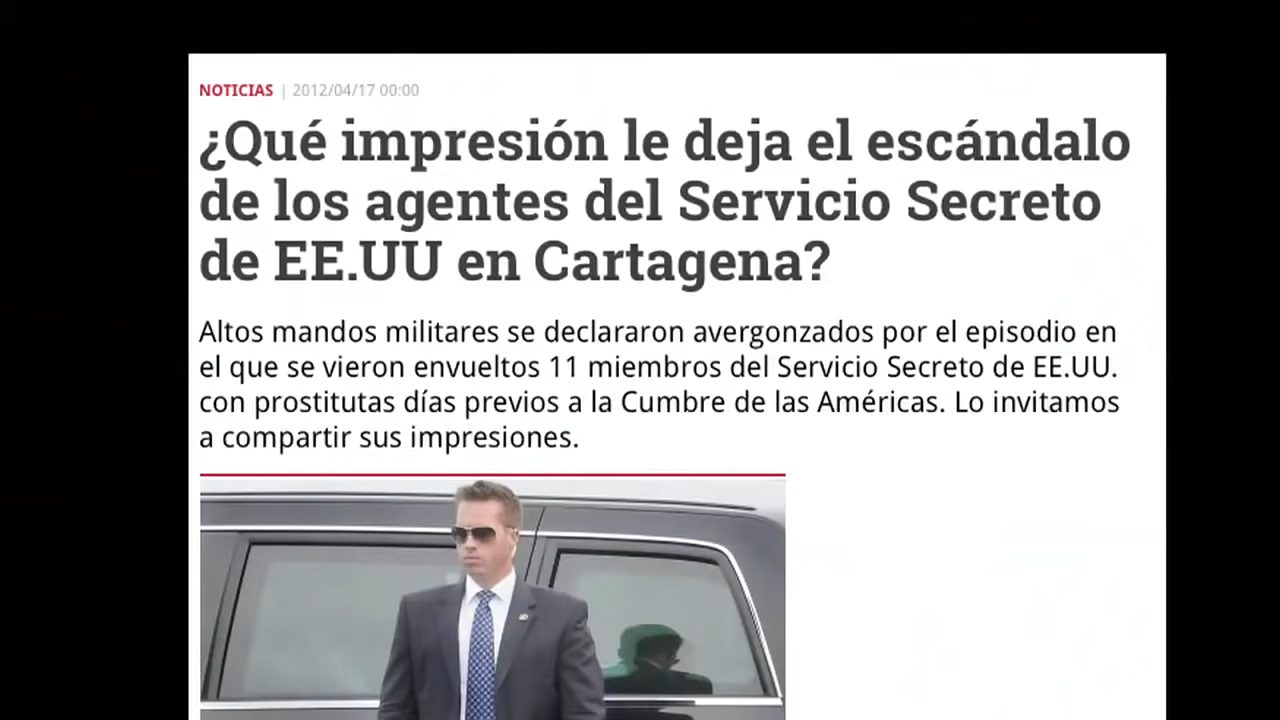 NOTICIAS | 2012/04/17 00:00
¿Qué impresión le deja el escándalo
de los agentes del Servicio Secreto
de EE.UU en Cartagena?
Altos mandos militares se declararon avergonzados por el episodio en
el que se vieron envueltos 11 miembros del Servicio Secreto de EE.UU.
con prostitutas días previos a la Cumbre de las Américas. Lo invitamos
a compartir sus impresiones.